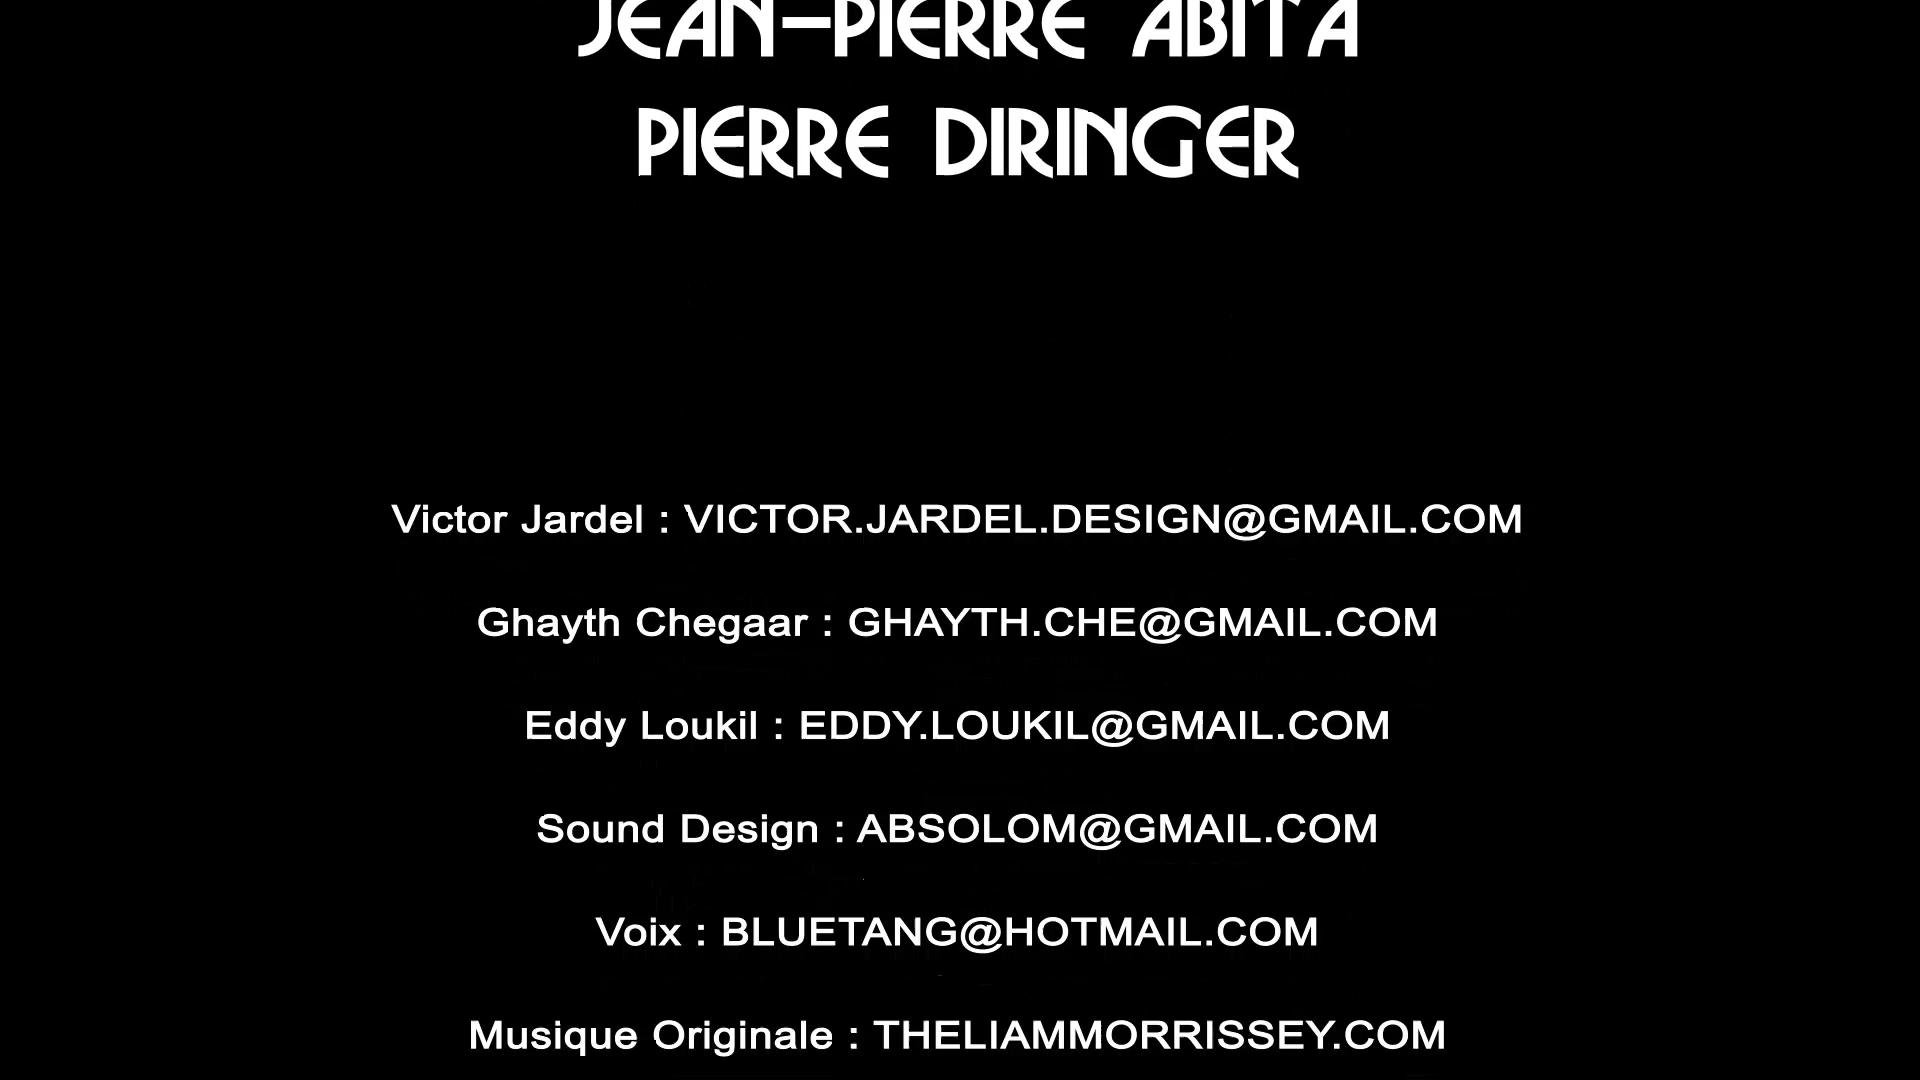 JEAN-PIERRE ABITA
PIERRE DIRINGER
Victor Jardel : VICTOR.JARDEL.DESIGN@GMAIL.COM
Ghayth Chegaar : GHAYTH.CHE@GMAIL.COM
Eddy Loukil : EDDY.LOUKIL@GMAIL.COM
Sound Design : ABSOLOM@GMAIL.COM
Voix : BLUETANG@HOTMAIL.COM
Musique Originale : THELIAMMORRISSEY.COM